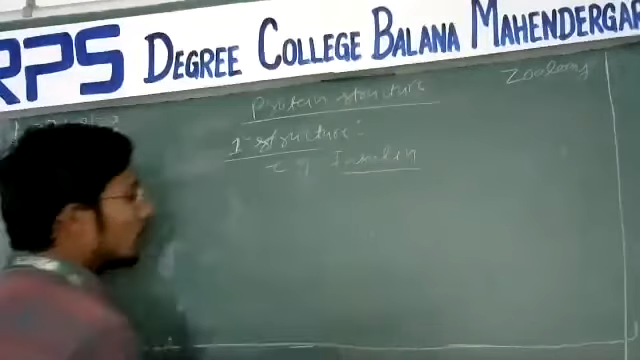 RPS DEGREE COLLEGE BALANA MAHENDERGAR
Zoology
Protein structure
1° structure:
e.g Insulin